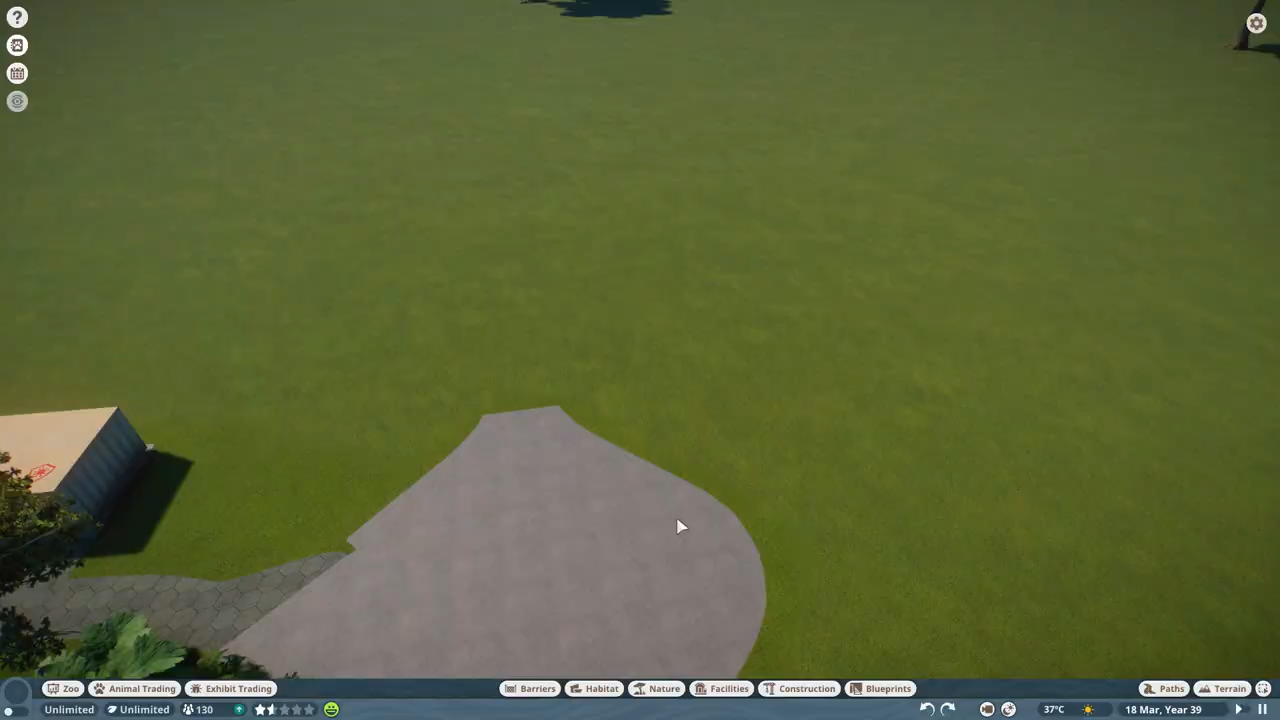 ?
Zoo
Animal Trading
Exhibit Trading
Barriers
Habitat
Nature
Facilities
Construction
Blueprints
Paths
Terrain
Unlimited
Unlimited
130
37°C
18 Mar, Year 39